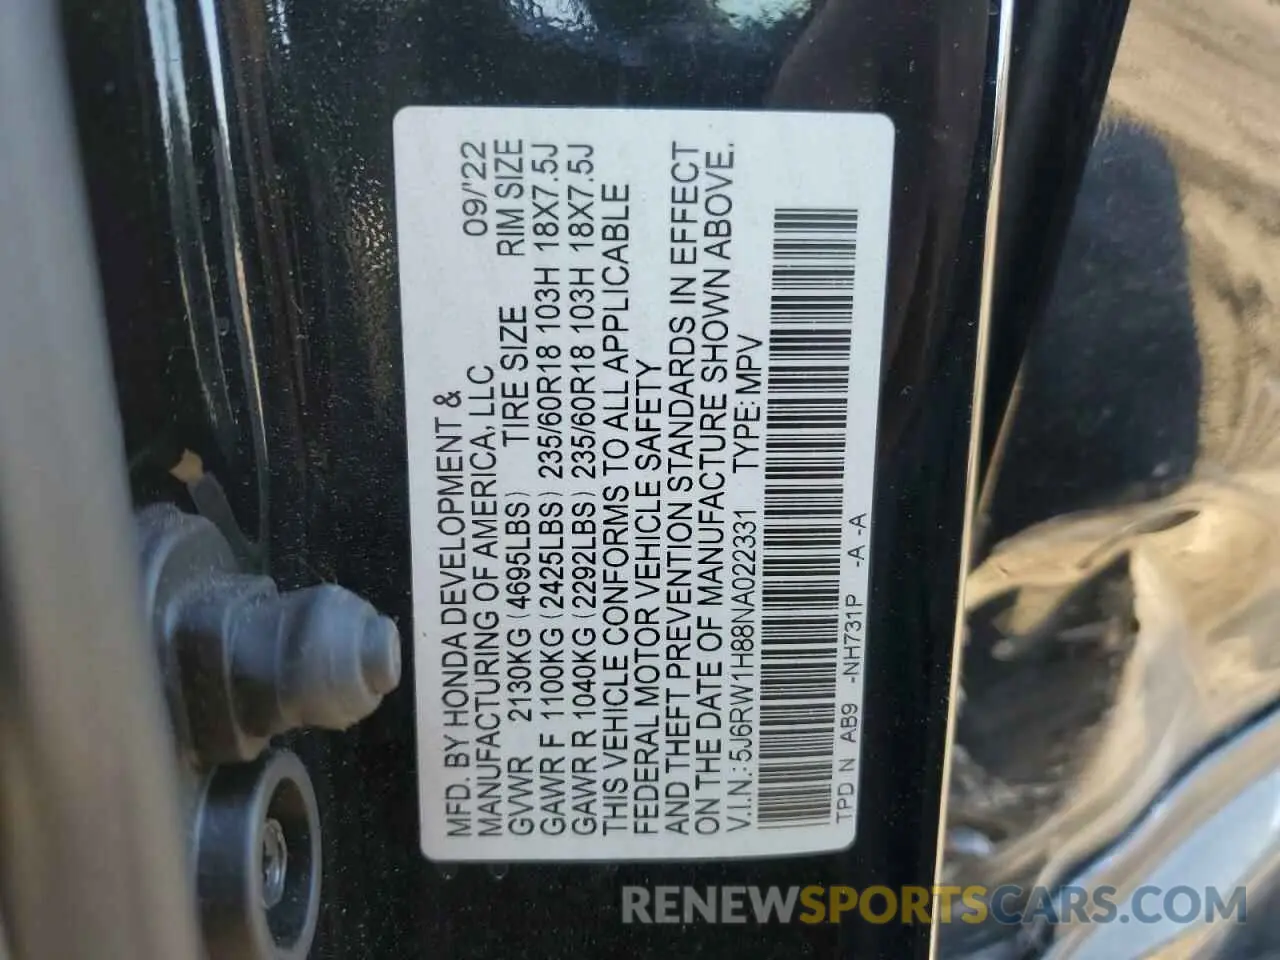 MFD. BY HONDA DEVELOPMENT &
MANUFACTURING OF AMERICA, LLC 09/'22
GVWR 2130KG (4695LBS) TIRE SIZE RIM SIZE
GAWR F 1100KG (2425LBS) 235/60R18 103H 18X7.5J
GAWR R 1040KG (2292LBS) 235/60R18 103H 18X7.5J
THIS VEHICLE CONFORMS TO ALL APPLICABLE
FEDERAL MOTOR VEHICLE SAFETY
AND THEFT PREVENTION STANDARDS IN EFFECT
ON THE DATE OF MANUFACTURE SHOWN ABOVE.
V.I.N.:5J6RW1H88NA022331 TYPE:MPV
TPD N AB9 -NH731P -A -A
RENEWSPORTSCARS.COM